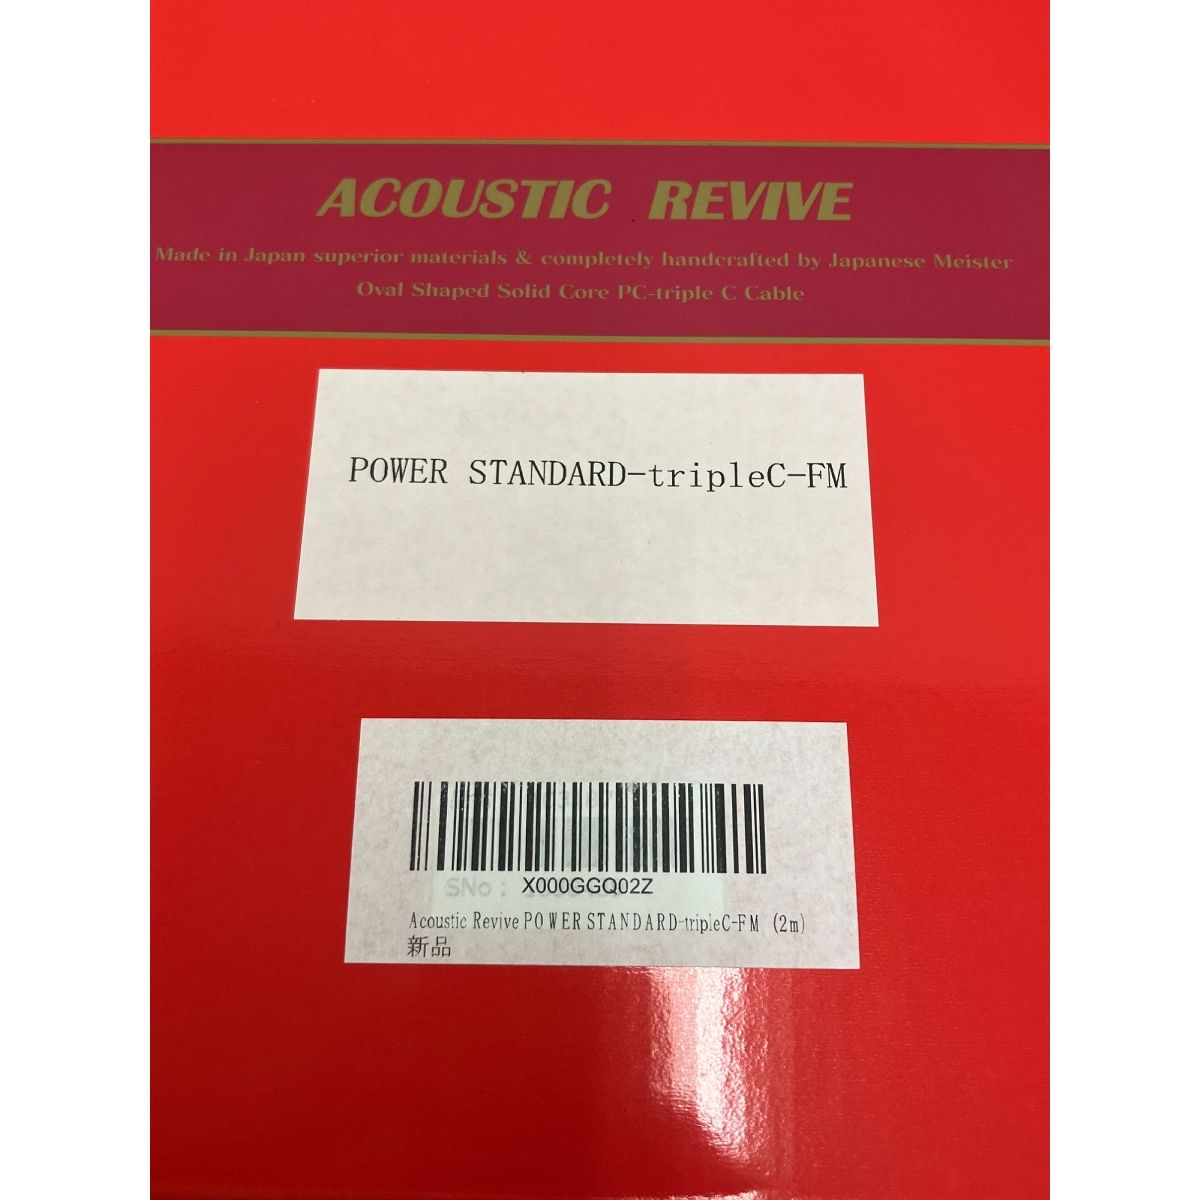 ACOUSTIC REVIVE
Made in Japan superior materials & completely handcrafted by Japanese Meister
Oval Shaped Solid Core PC-triple C Cable
POWER STANDARD-tripleC-FM
X000GGQ02Z
SNo :
Acoustic Revive POWER STANDARD-tripleC-FM (2m)
新品